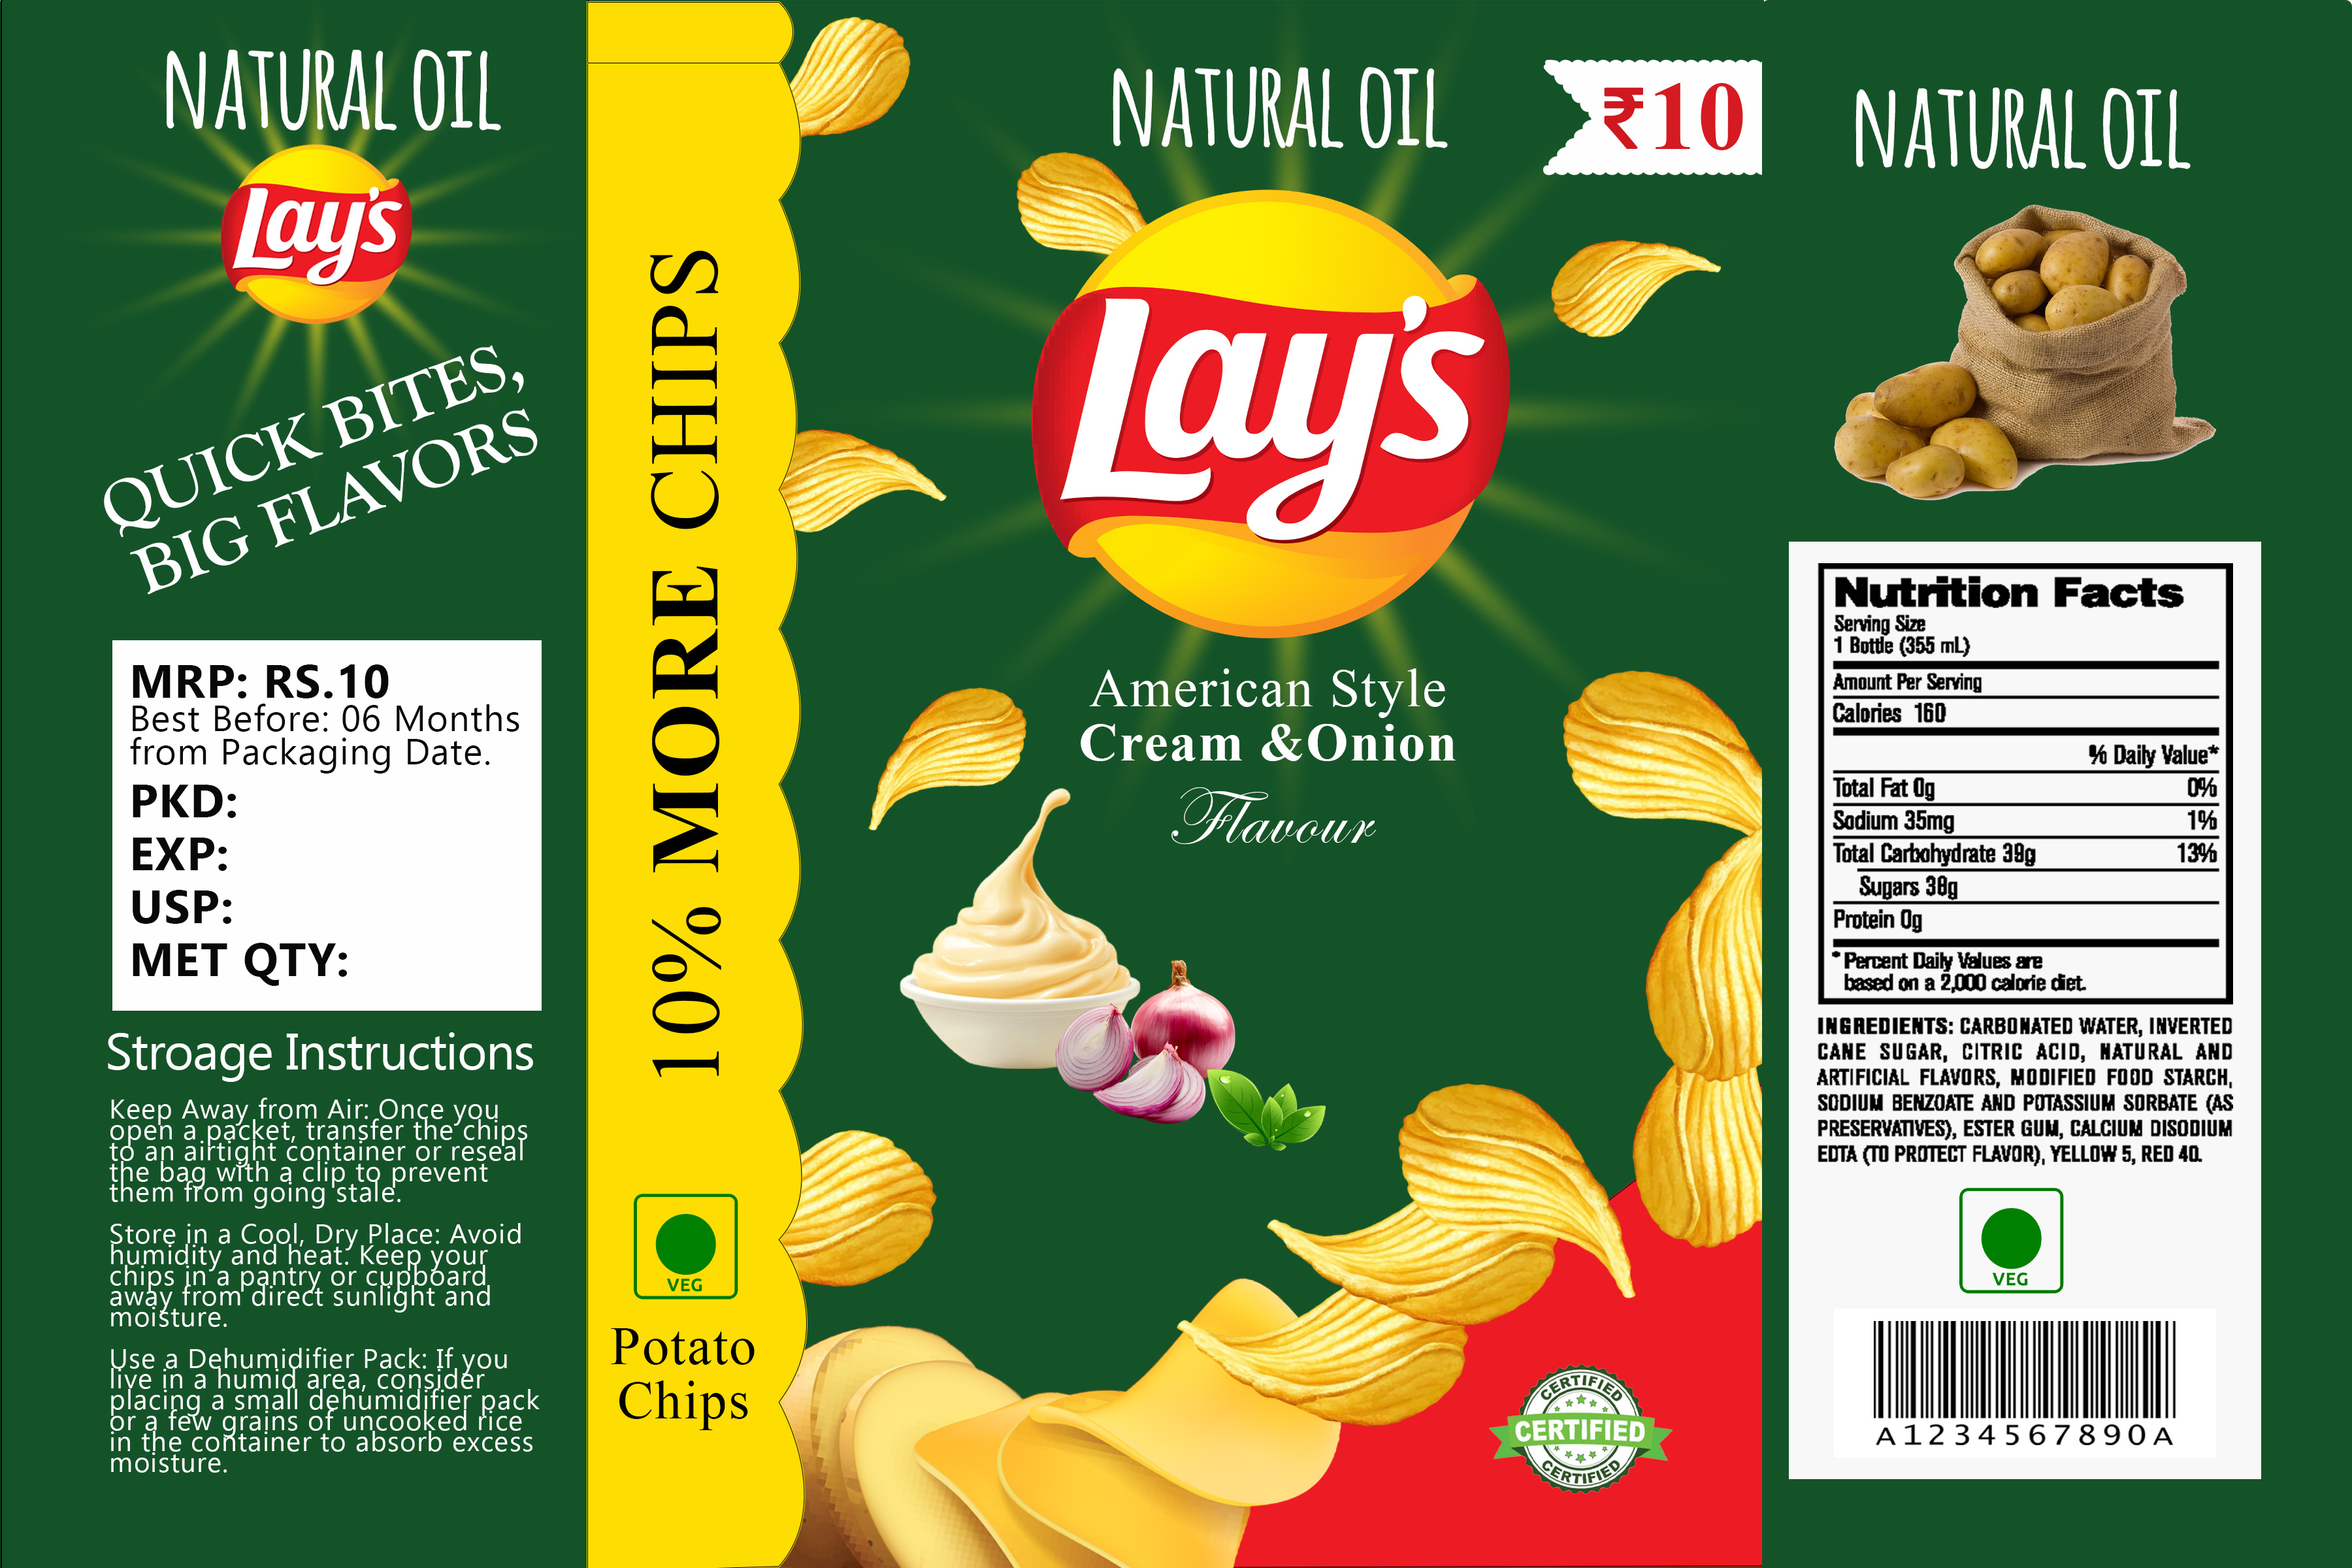 NATURAL OIL
Lay's
QUICK BITES,
BIG FLAVORS
MRP: RS.10
Best Before: 06 Months
from Packaging Date.
PKD:
EXP:
USP:
MET QTY:
Stroage Instructions
Keep Away from Air: Once you
open a packet, transfer the chips
to an airtight container or reseal
the bag with a clip to prevent
them from going stale.
Store in a Cool, Dry Place: Avoid
humidity and heat. Keep your
chips in a pantry or cupboard,
away from direct sunlight and
moisture.
Use a Dehumidifier Pack: If you
live in a humid area, consider
placing a small dehumidifier pack
or a few grains of uncooked rice
in the container to absorb excess
moisture.
10% MORE CHIPS
VEG
Potato
Chips
NATURAL OIL
₹10
Lay's
American Style
Cream &Onion
Flavour
CERTIFIED
CERTIFIED
CERTIFIED
NATURAL OIL
Nutrition Facts
Serving Size
1 Bottle (355 mL)
Amount Per Serving
Calories 160
% Daily Value*
Total Fat 0g 0%
Sodium 35mg 1%
Total Carbohydrate 39g 13%
Sugars 38g
Protein 0g
* Percent Daily Values are
based on a 2,000 calorie diet.
INGREDIENTS: CARBONATED WATER, INVERTED
CANE SUGAR, CITRIC ACID, NATURAL AND
ARTIFICIAL FLAVORS, MODIFIED FOOD STARCH,
SODIUM BENZOATE AND POTASSIUM SORBATE (AS
PRESERVATIVES), ESTER GUM, CALCIUM DISODIUM
EDTA (TO PROTECT FLAVOR), YELLOW 5, RED 40.
VEG
A1234567890A